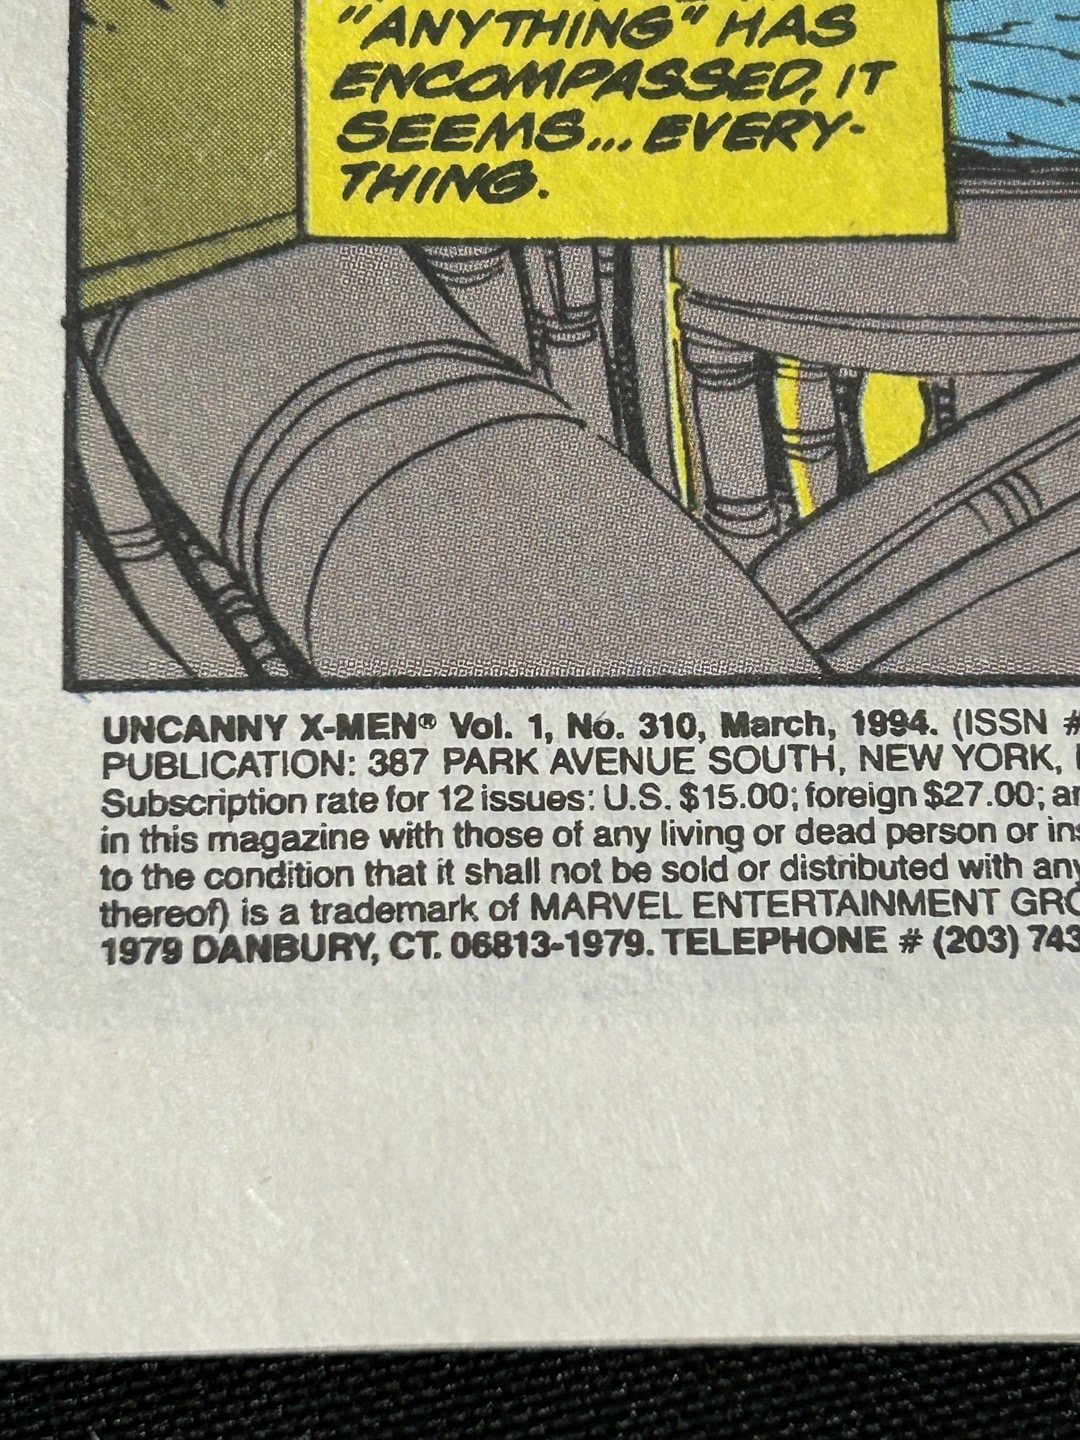 "ANYTHING" HAS
ENCOMPASSED, IT
SEEMS... EVERY-
THING.
UNCANNY X-MEN® Vol. 1, No. 310, March, 1994. (ISSN #
PUBLICATION: 387 PARK AVENUE SOUTH, NEW YORK,
Subscription rate for 12 issues: U.S. $15.00; foreign $27.00;
in this magazine with those of any living or dead person or
to the condition that it shall not be sold or distributed with any
thereof) is a trademark of MARVEL ENTERTAINMENT
1979 DANBURY, CT. 06813-1979. TELEPHONE # (203) 743